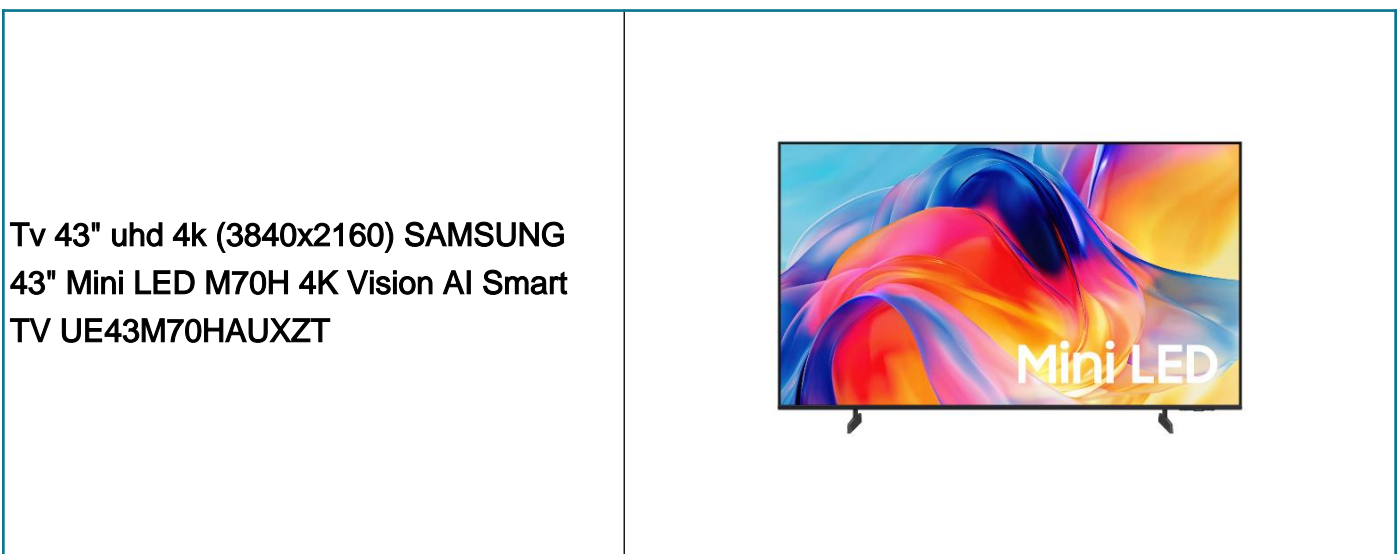 Tv 43" uhd 4k (3840x2160) SAMSUNG
43" Mini LED M70H 4K Vision AI Smart
TV UE43M70HAUXZT
Mini LED